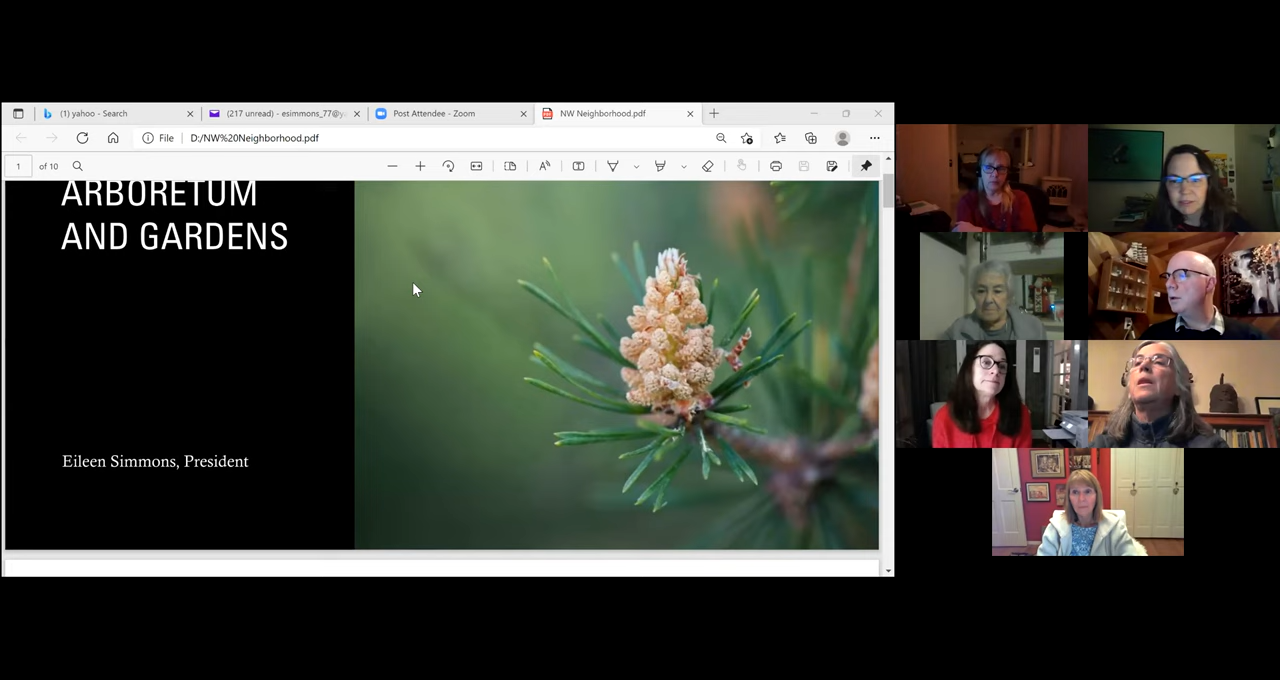 (1) yahoo - Search
(217 unread) - esimmons_77@y
Post Attendee - Zoom
NW Neighborhood.pdf
File
D:/NW%20Neighborhood.pdf
1 of 10
ARBORETUM
AND GARDENS
Eileen Simmons, President